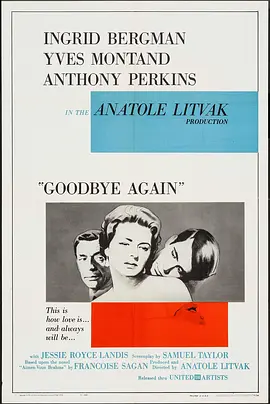 INGRID BERGMAN
YVES MONTAND
ANTHONY PERKINS
IN THE ANATOLE LITVAK
PRODUCTION
"GOODBYE AGAIN"
This is
how love is...
and always
will be...
with JESSIE ROYCE LANDIS Screenplay by SAMUEL TAYLOR
Based upon the novel "Aimez-Vous Brahms" by FRANCOISE SAGAN Produced and Directed by ANATOLE LITVAK
Released thru UNITED ARTISTS